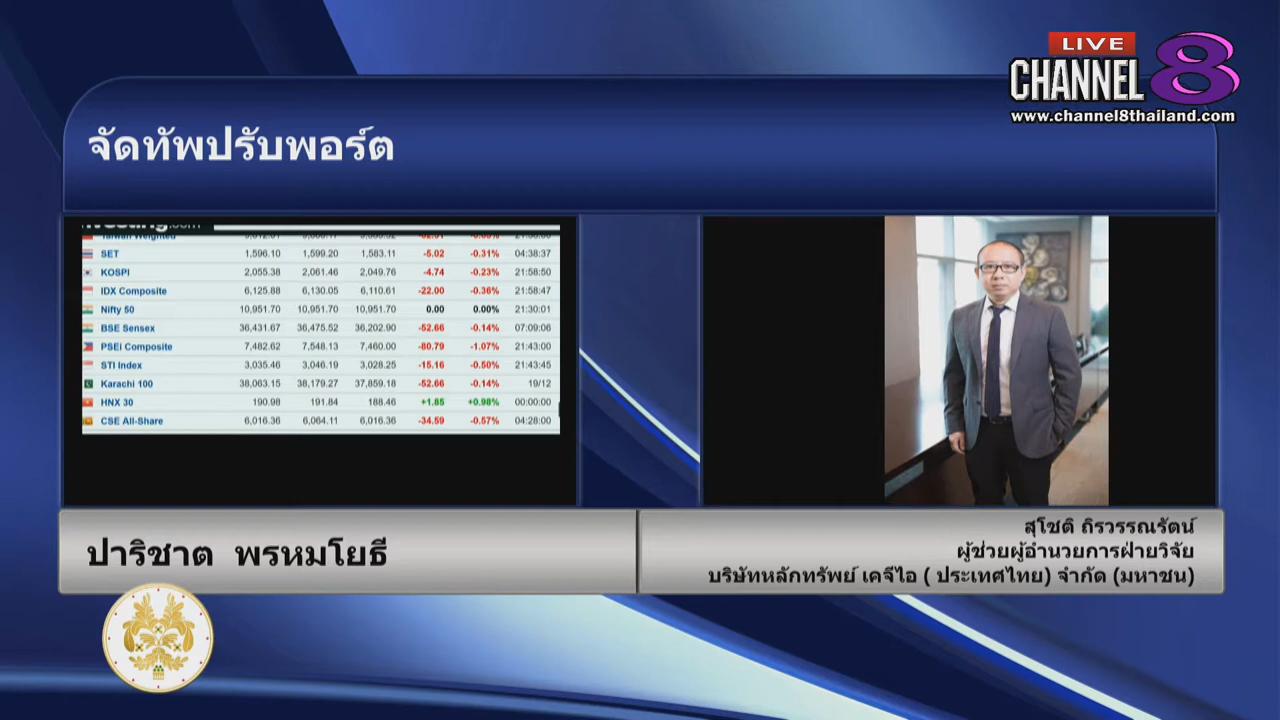 LIVE
CHANNEL 8
www.channel8thailand.com
จัดทัพปรับพอร์ต
SET 1,596.10 1,599.20 1,583.11 -5.02 -0.31% 04:38:37
KOSPI 2,055.38 2,061.46 2,049.76 -4.74 -0.23% 21:58:50
IDX Composite 6,125.88 6,130.05 6,110.61 -22.00 -0.36% 21:58:47
Nifty 50 10,951.70 10,951.70 10,951.70 0.00 0.00% 21:30:01
BSE Sensex 36,431.67 36,475.52 36,202.90 -52.66 -0.14% 07:09:06
PSEi Composite 7,482.62 7,548.13 7,460.00 -80.79 -1.07% 21:43:00
STI Index 3,035.46 3,046.19 3,028.25 -15.16 -0.50% 21:43:45
Karachi 100 38,063.15 38,179.27 37,859.18 -52.66 -0.14% 19/12
HNX 30 190.98 191.84 188.46 +1.85 +0.98% 00:00:00
CSE All-Share 6,016.36 6,064.11 6,016.36 -34.59 -0.57% 04:28:00
ปาริชาต พรหมโยธี
สุโชติ ถิรวรรณรัตน์
ผู้ช่วยผู้อำนวยการฝ่ายวิจัย
บริษัทหลักทรัพย์ เคจีไอ ( ประเทศไทย) จำกัด (มหาชน)